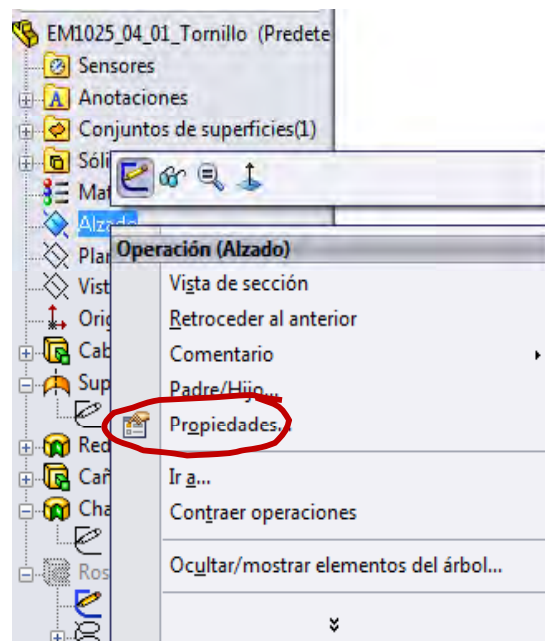 EM1025_04_01_Tornillo (Predete
Sensores
A Anotaciones
Conjuntos de superficies(1)
Sóli
Mat
Alzado
Operación (Alzado)
Plan
Vista de sección
Vist
Retroceder al anterior
Orig
Comentario
Cab
Padre/Hijo...
Sup
Propiedades...
Red
Ir a...
Cañ
Contraer operaciones
Cha
Ocultar/mostrar elementos del árbol...
Ros